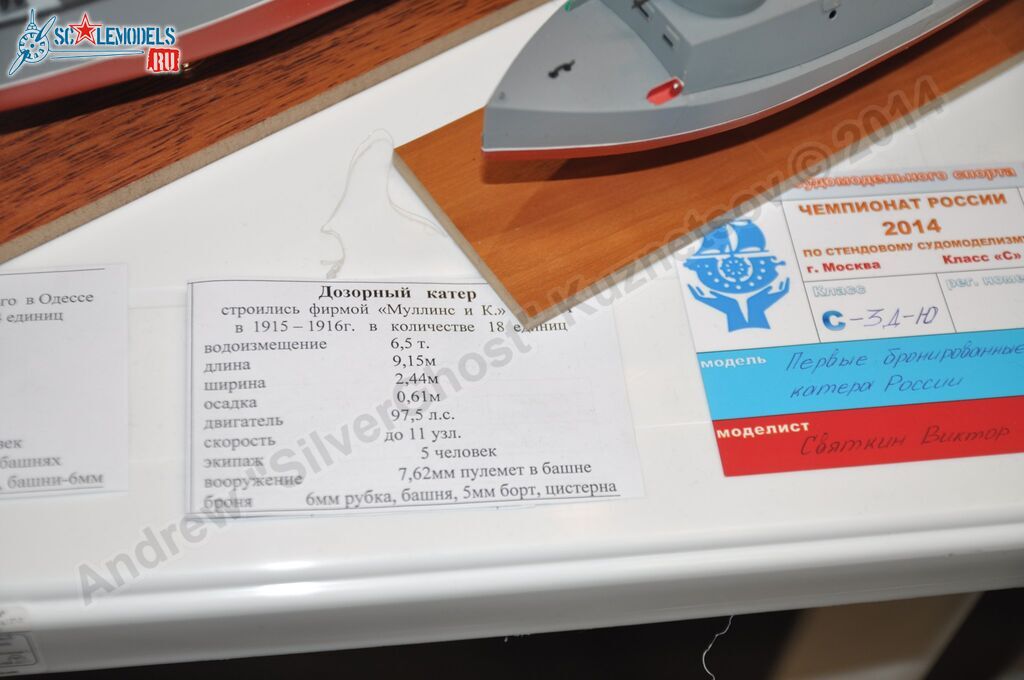 SCALEMODELS
.RU
го в Одессе
единиц
век
башнях
, башни-6мм
Дозорный катер
строились фирмой «Муллинс и К.»
в 1915 – 1916г. в количестве 18 единиц
водоизмещение 6,5 т.
длина 9,15м
ширина 2,44м
осадка 0,61м
двигатель 97,5 л.с.
скорость до 11 узл.
экипаж 5 человек
вооружение 7,62мм пулемет в башне
броня 6мм рубка, башня, 5мм борт, цистерна
судомодельного спорта
ЧЕМПИОНАТ РОССИИ
2014
ПО СТЕНДОВОМУ СУДОМОДЕЛИЗМ
г. Москва Класс «С»
Класс рег. номе
С-3Д-Ю
модель Первые бронированные
катера России
моделист Святкин Виктор
Andrew "SilverGhost" Kuznetsov © 2014